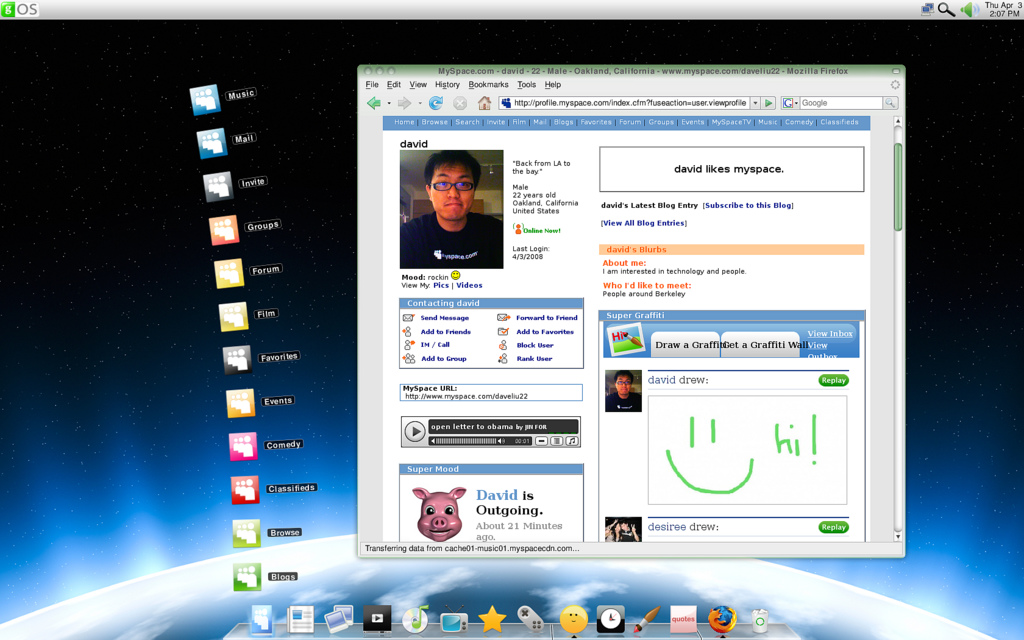 gOS
Thu Apr 3
2:07 PM
Music
Mail
Invite
Groups
Forum
Film
Favorites
Events
Comedy
Classifieds
Browse
Blogs
MySpace.com - david - 22 - Male - Oakland, California - www.myspace.com/daveliu22 - Mozilla Firefox
File Edit View History Bookmarks Tools Help
http://profile.myspace.com/index.cfm?fuseaction=user.viewprofile
G Google
Home | Browse | Search | Invite | Film | Mail | Blogs | Favorites | Forum | Groups | Events | MySpaceTV | Music | Comedy | Classifieds
david
myspace.com
"Back from LA to
the bay."
Male
22 years old
Oakland, California
United States
Online Now!
Last Login:
4/3/2008
Mood: rockin
View My: Pics | Videos
Contacting david
Send Message Forward to Friend
Add to Friends Add to Favorites
IM / Call Block User
Add to Group Rank User
MySpace URL:
http://www.myspace.com/daveliu22
open letter to obama by JIN FOR
00:01
Super Mood
David is
Outgoing.
About 21 Minutes
ago.
david likes myspace.
david's Latest Blog Entry [Subscribe to this Blog]
[View All Blog Entries]
david's Blurbs
About me:
I am interested in technology and people.
Who I'd like to meet:
People around Berkeley
Super Graffiti
Hi
Draw a Graffiti Get a Graffiti Wall
View Inbox
View
Outbox
david drew: Replay
hi!
desiree drew: Replay
Transferring data from cache01-music01.myspacecdn.com...
quotes